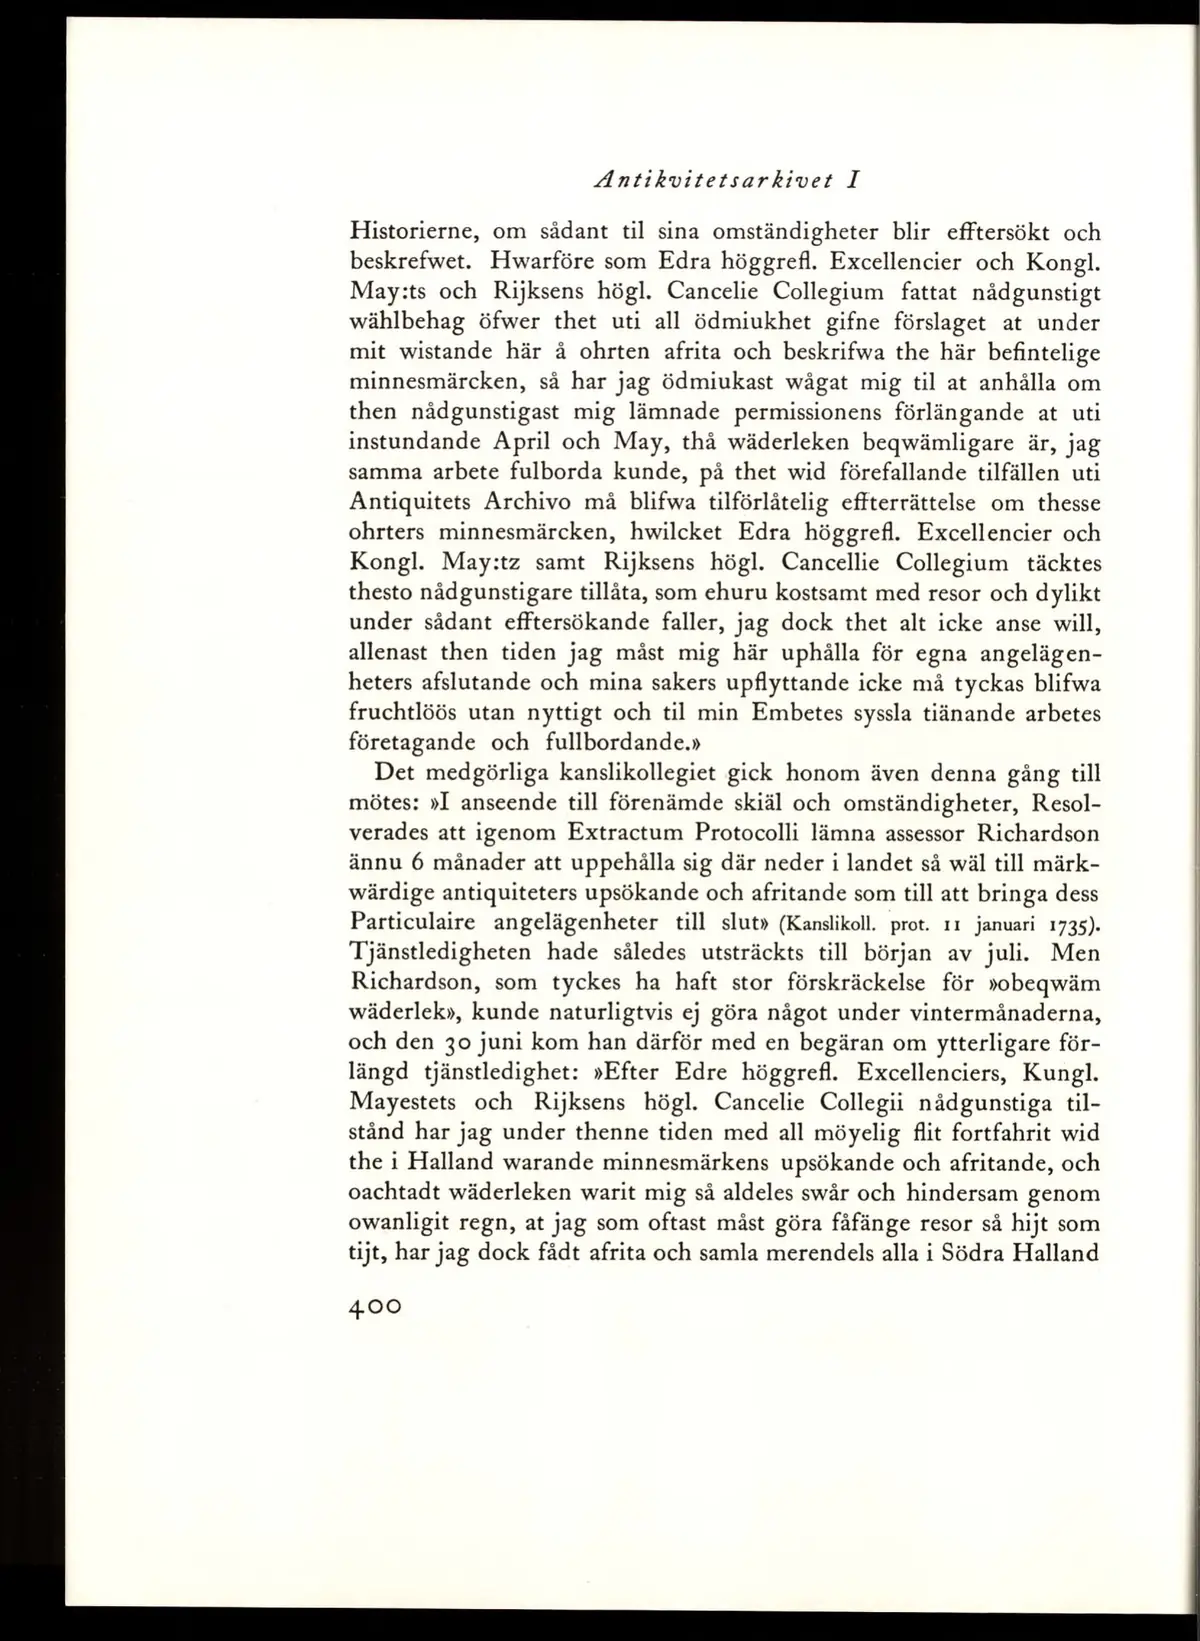 Antikvitetsarkivet I
Historierne, om sådant til sina omständigheter blir efftersökt och
beskrefwet. Hwarföre som Edra höggrefl. Excellencier och Kongl.
May:ts och Rijksens högl. Cancelie Collegium fattat nådgunstigt
wählbehag öfwer thet uti all ödmiukhet gifne förslaget at under
mit wistande här å ohrten afrita och beskrifwa the här befintelige
minnesmärcken, så har jag ödmiukast wågat mig til at anhålla om
then nådgunstigast mig lämnade permissionens förlängande at uti
instundande April och May, thå wäderleken beqwämligare är, jag
samma arbete fulborda kunde, på thet wid förefallande tilfällen uti
Antiquitets Archivo må blifwa tilförlåtelig effterrättelse om thesse
ohrters minnesmärcken, hwilcket Edra höggrefl. Excellencier och
Kongl. May:tz samt Rijksens högl. Cancellie Collegium täcktes
thesto nådgunstigare tillåta, som ehuru kostsamt med resor och dylikt
under sådant efftersökande faller, jag dock thet alt icke anse will,
allenast then tiden jag måst mig här uphålla för egna angelägen-
heters afslutande och mina sakers upflyttande icke må tyckas blifwa
fruchtlöös utan nyttigt och til min Embetes syssla tiänande arbetes
företagande och fullbordande.»
Det medgörliga kanslikollegiet gick honom även denna gång till
mötes: »I anseende till förenämde skiäl och omständigheter, Resol-
verades att igenom Extractum Protocolli lämna assessor Richardson
ännu 6 månader att uppehålla sig där neder i landet så wäl till märk-
wärdige antiquiteters upsökande och afritande som till att bringa dess
Particulaire angelägenheter till slut» (Kanslikoll. prot. 11 januari 1735).
Tjänstledigheten hade således utsträckts till början av juli. Men
Richardson, som tyckes ha haft stor förskräckelse för »obeqwäm
wäderlek», kunde naturligtvis ej göra något under vintermånaderna,
och den 30 juni kom han därför med en begäran om ytterligare för-
längd tjänstledighet: »Efter Edre höggrefl. Excellenciers, Kungl.
Mayestets och Rijksens högl. Cancelie Collegii nådgunstiga til-
stånd har jag under thenne tiden med all möyelig flit fortfahrit wid
the i Halland warande minnesmärkens upsökande och afritande, och
oachtadt wäderleken warit mig så aldeles swår och hindersam genom
owanligit regn, at jag som oftast måst göra fåfänge resor så hijt som
tijt, har jag dock fådt afrita och samla merendels alla i Södra Halland
400